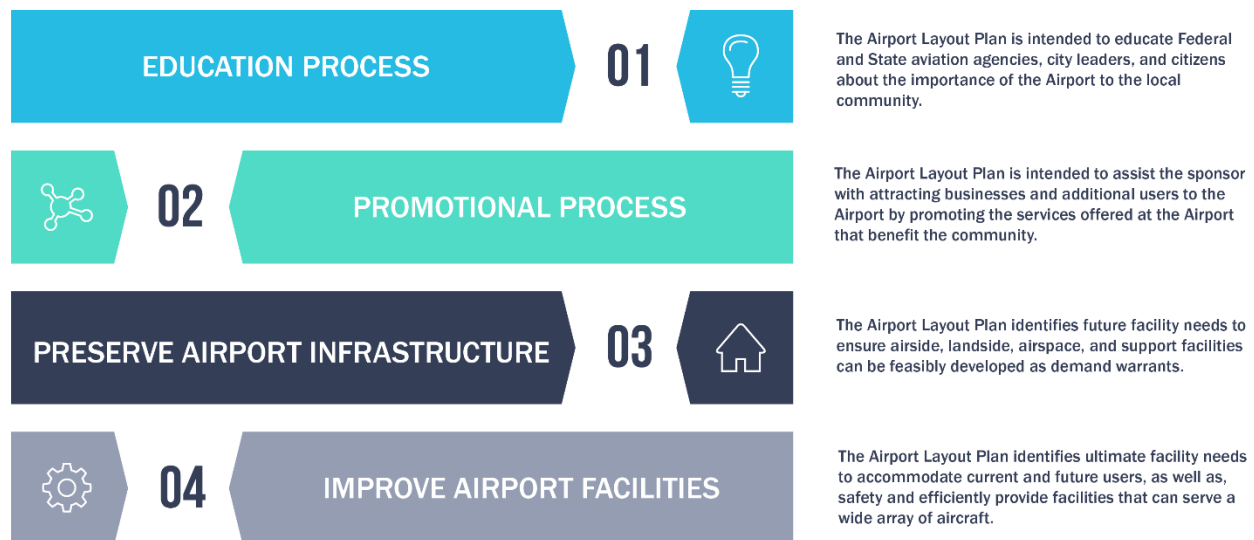 EDUCATION PROCESS
01
The Airport Layout Plan is intended to educate Federal
and State aviation agencies, city leaders, and citizens
about the importance of the Airport to the local
community.
02
PROMOTIONAL PROCESS
The Airport Layout Plan is intended to assist the sponsor
with attracting businesses and additional users to the
Airport by promoting the services offered at the Airport
that benefit the community.
PRESERVE AIRPORT INFRASTRUCTURE
03
The Airport Layout Plan identifies future facility needs to
ensure airside, landside, airspace, and support facilities
can be feasibly developed as demand warrants.
04
IMPROVE AIRPORT FACILITIES
The Airport Layout Plan identifies ultimate facility needs
to accommodate current and future users, as well as,
safety and efficiently provide facilities that can serve a
wide array of aircraft.